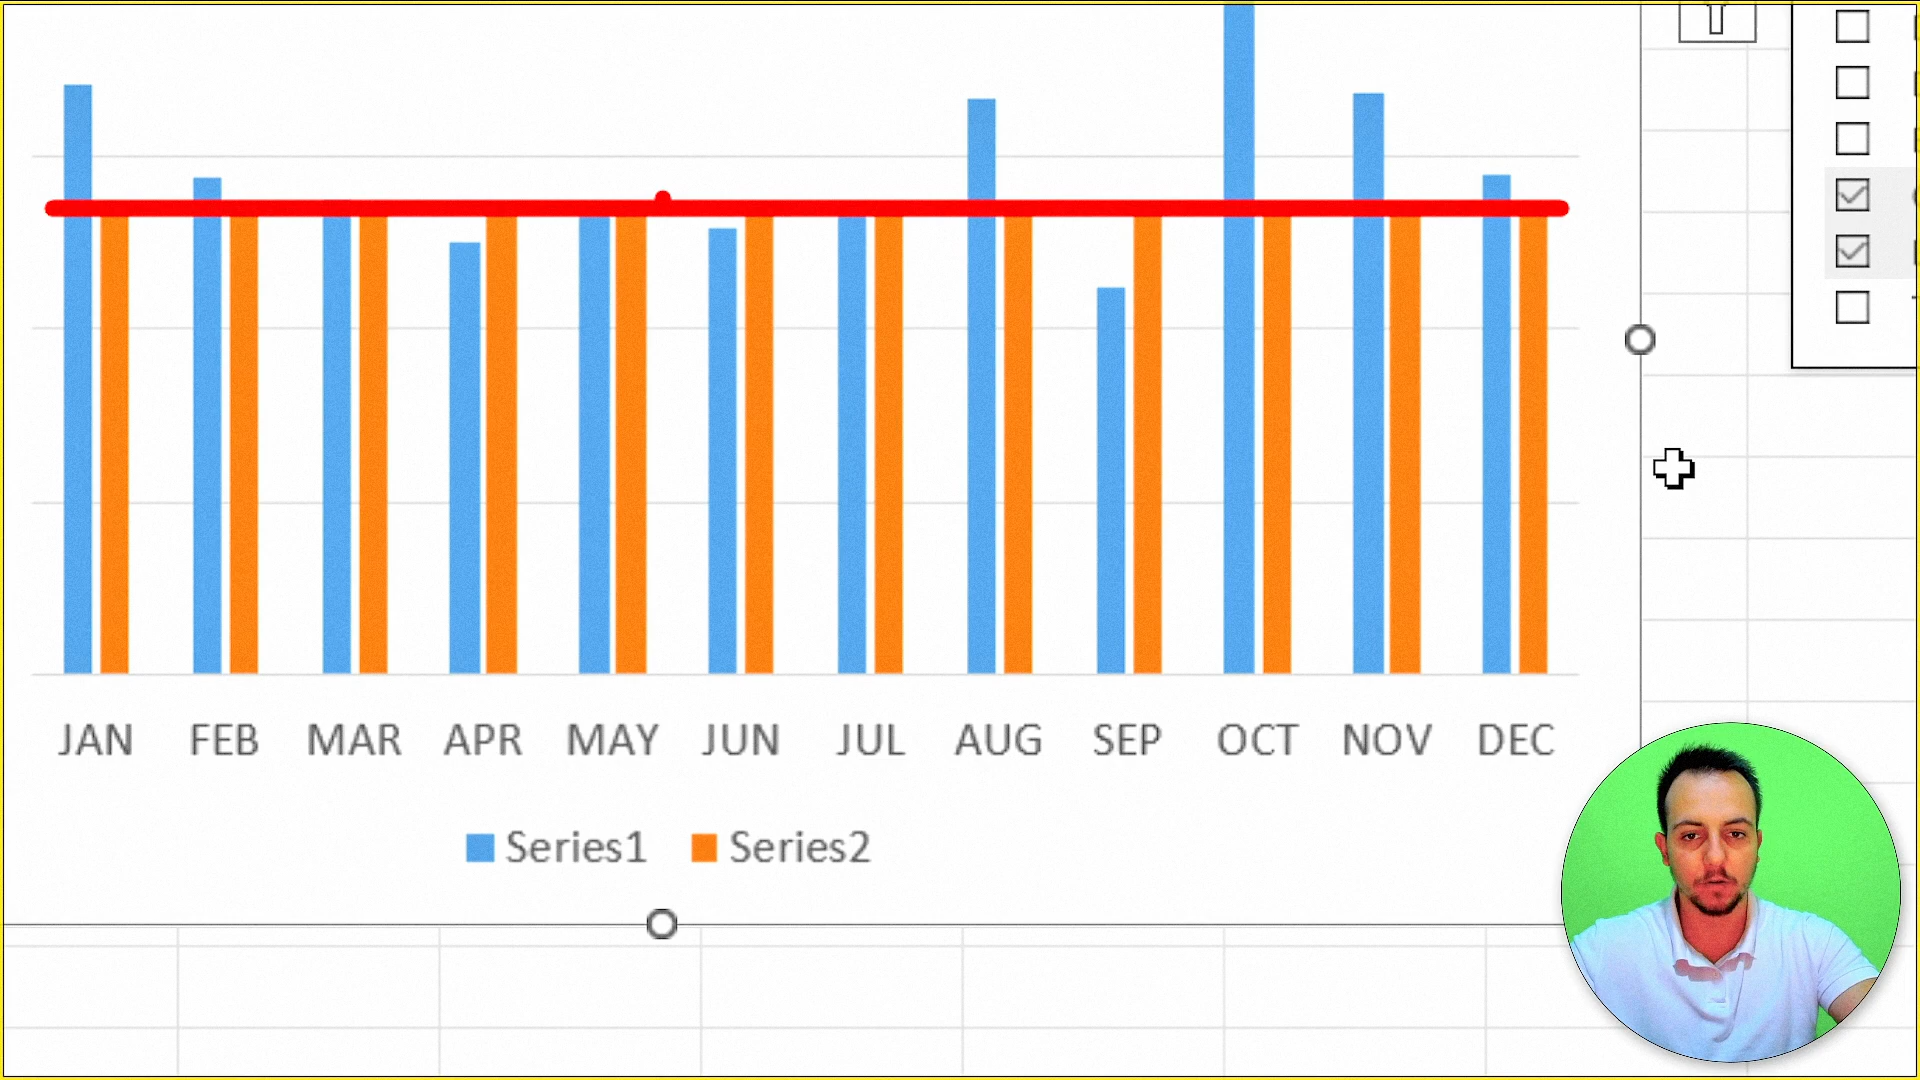 JAN FEB MAR APR MAY JUN JUL AUG SEP OCT NOV DEC
Series1 Series2